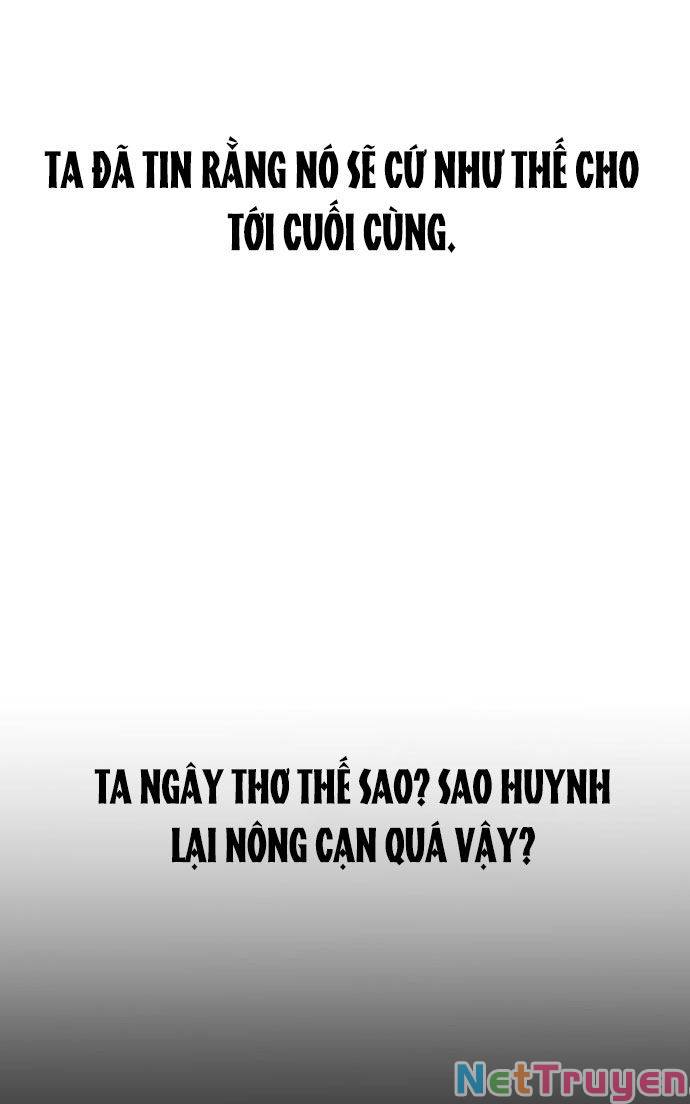 TA ĐÃ TIN RẰNG NÓ SẼ CỨ NHƯ THẾ CHO
TỚI CUỐI CÙNG.
TA NGÂY THƠ THẾ SAO? SAO HUYNH
LẠI NÔNG CẠN QUÁ VẬY?
NetTruyen